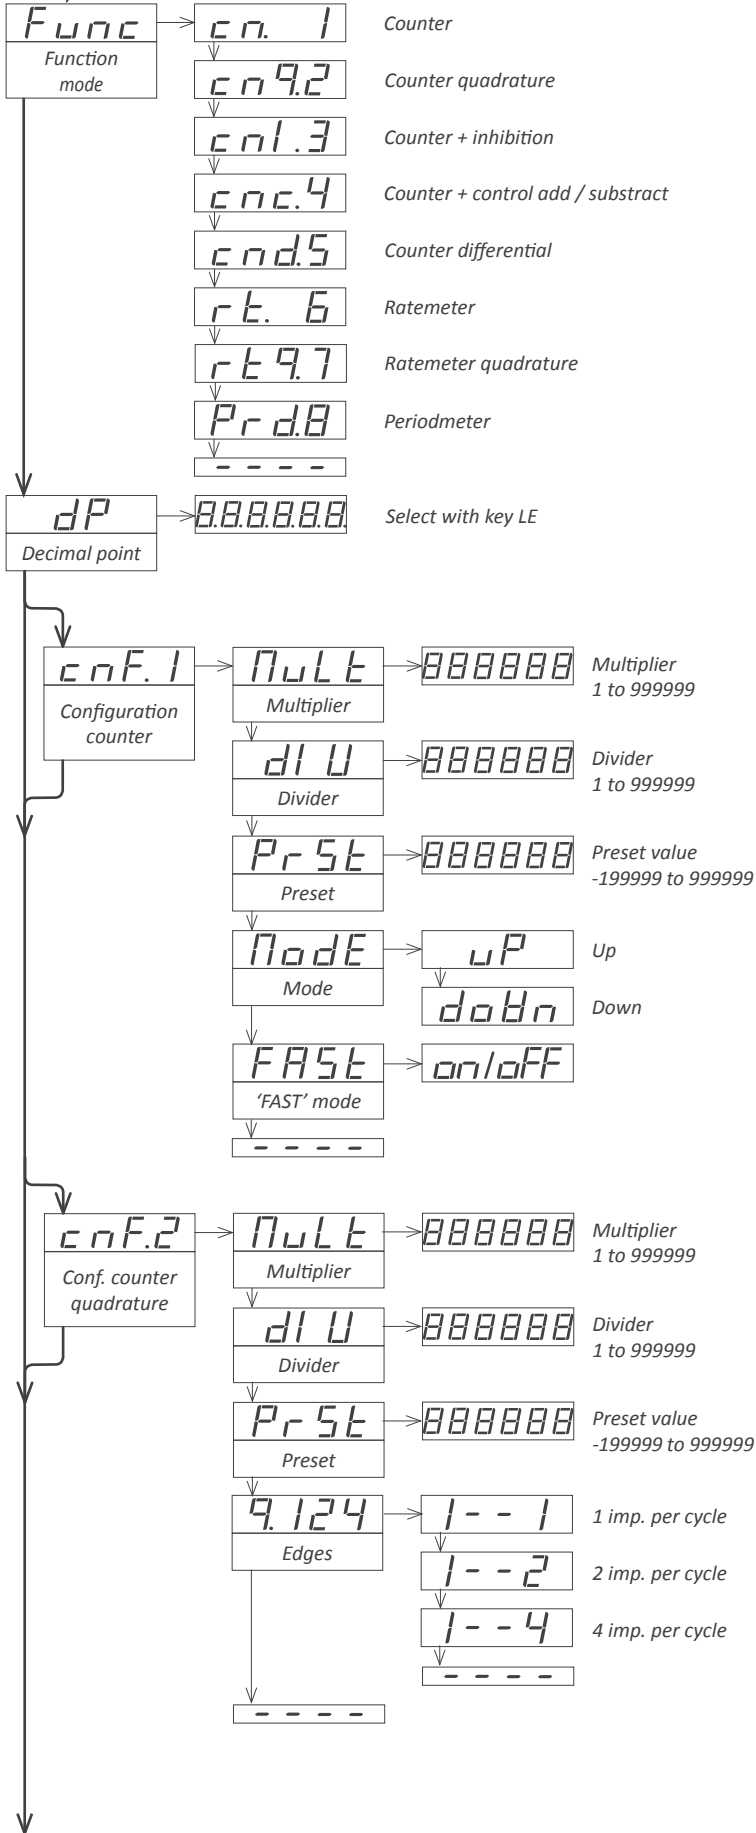 Func
Function
mode
cn. 1
Counter
cnq.2
Counter quadrature
cnI.3
Counter + inhibition
cnc.4
Counter + control add / substract
cnd.5
Counter differential
rt. 6
Ratemeter
rtq.7
Ratemeter quadrature
Prd.8
Periodmeter
- - - -
dP
Decimal point
8.8.8.8.8.8.
Select with key LE
cnF.1
Configuration
counter
MuLt
Multiplier
888888
Multiplier
1 to 999999
dI V
Divider
888888
Divider
1 to 999999
PrSt
Preset
888888
Preset value
-199999 to 999999
ModE
Mode
uP
Up
doWn
Down
FASt
‘FAST’ mode
on/oFF
- - - -
cnF.2
Conf. counter
quadrature
MuLt
Multiplier
888888
Multiplier
1 to 999999
dI V
Divider
888888
Divider
1 to 999999
PrSt
Preset
888888
Preset value
-199999 to 999999
q.124
Edges
1--1
1 imp. per cycle
1--2
2 imp. per cycle
1--4
4 imp. per cycle
- - - -
- - - -